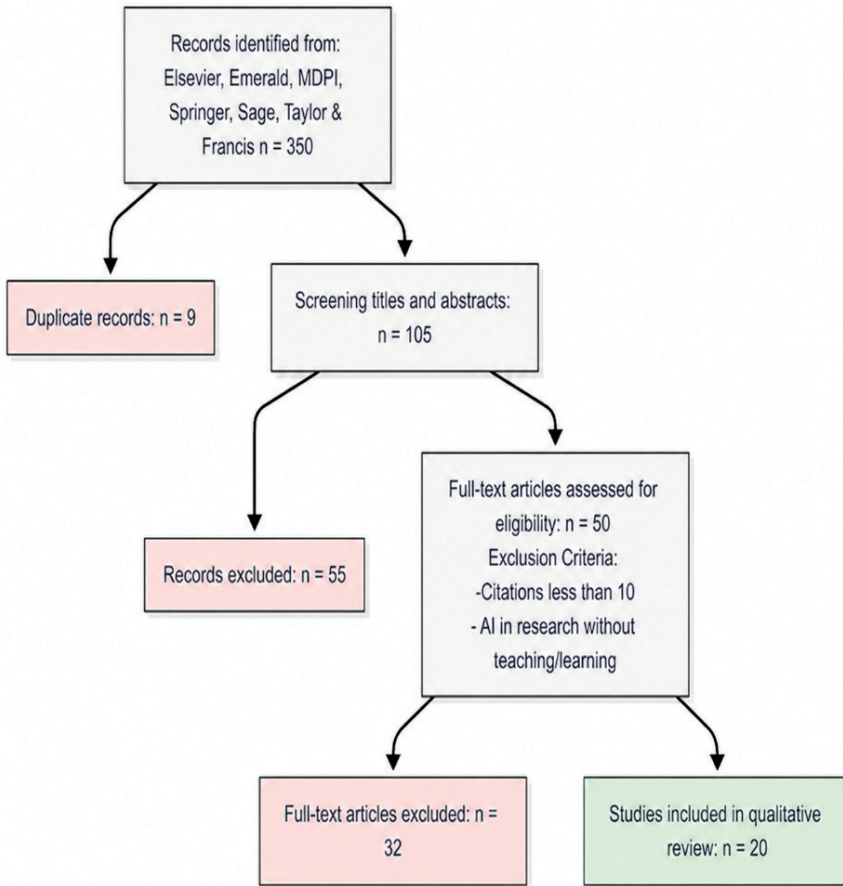 Records identified from:
Elsevier, Emerald, MDPI,
Springer, Sage, Taylor &
Francis n = 350
Duplicate records: n = 9
Screening titles and abstracts:
n = 105
Records excluded: n = 55
Full-text articles assessed for
eligibility: n = 50
Exclusion Criteria:
-Citations less than 10
- AI in research without
teaching/learning
Full-text articles excluded: n =
32
Studies included in qualitative
review: n = 20